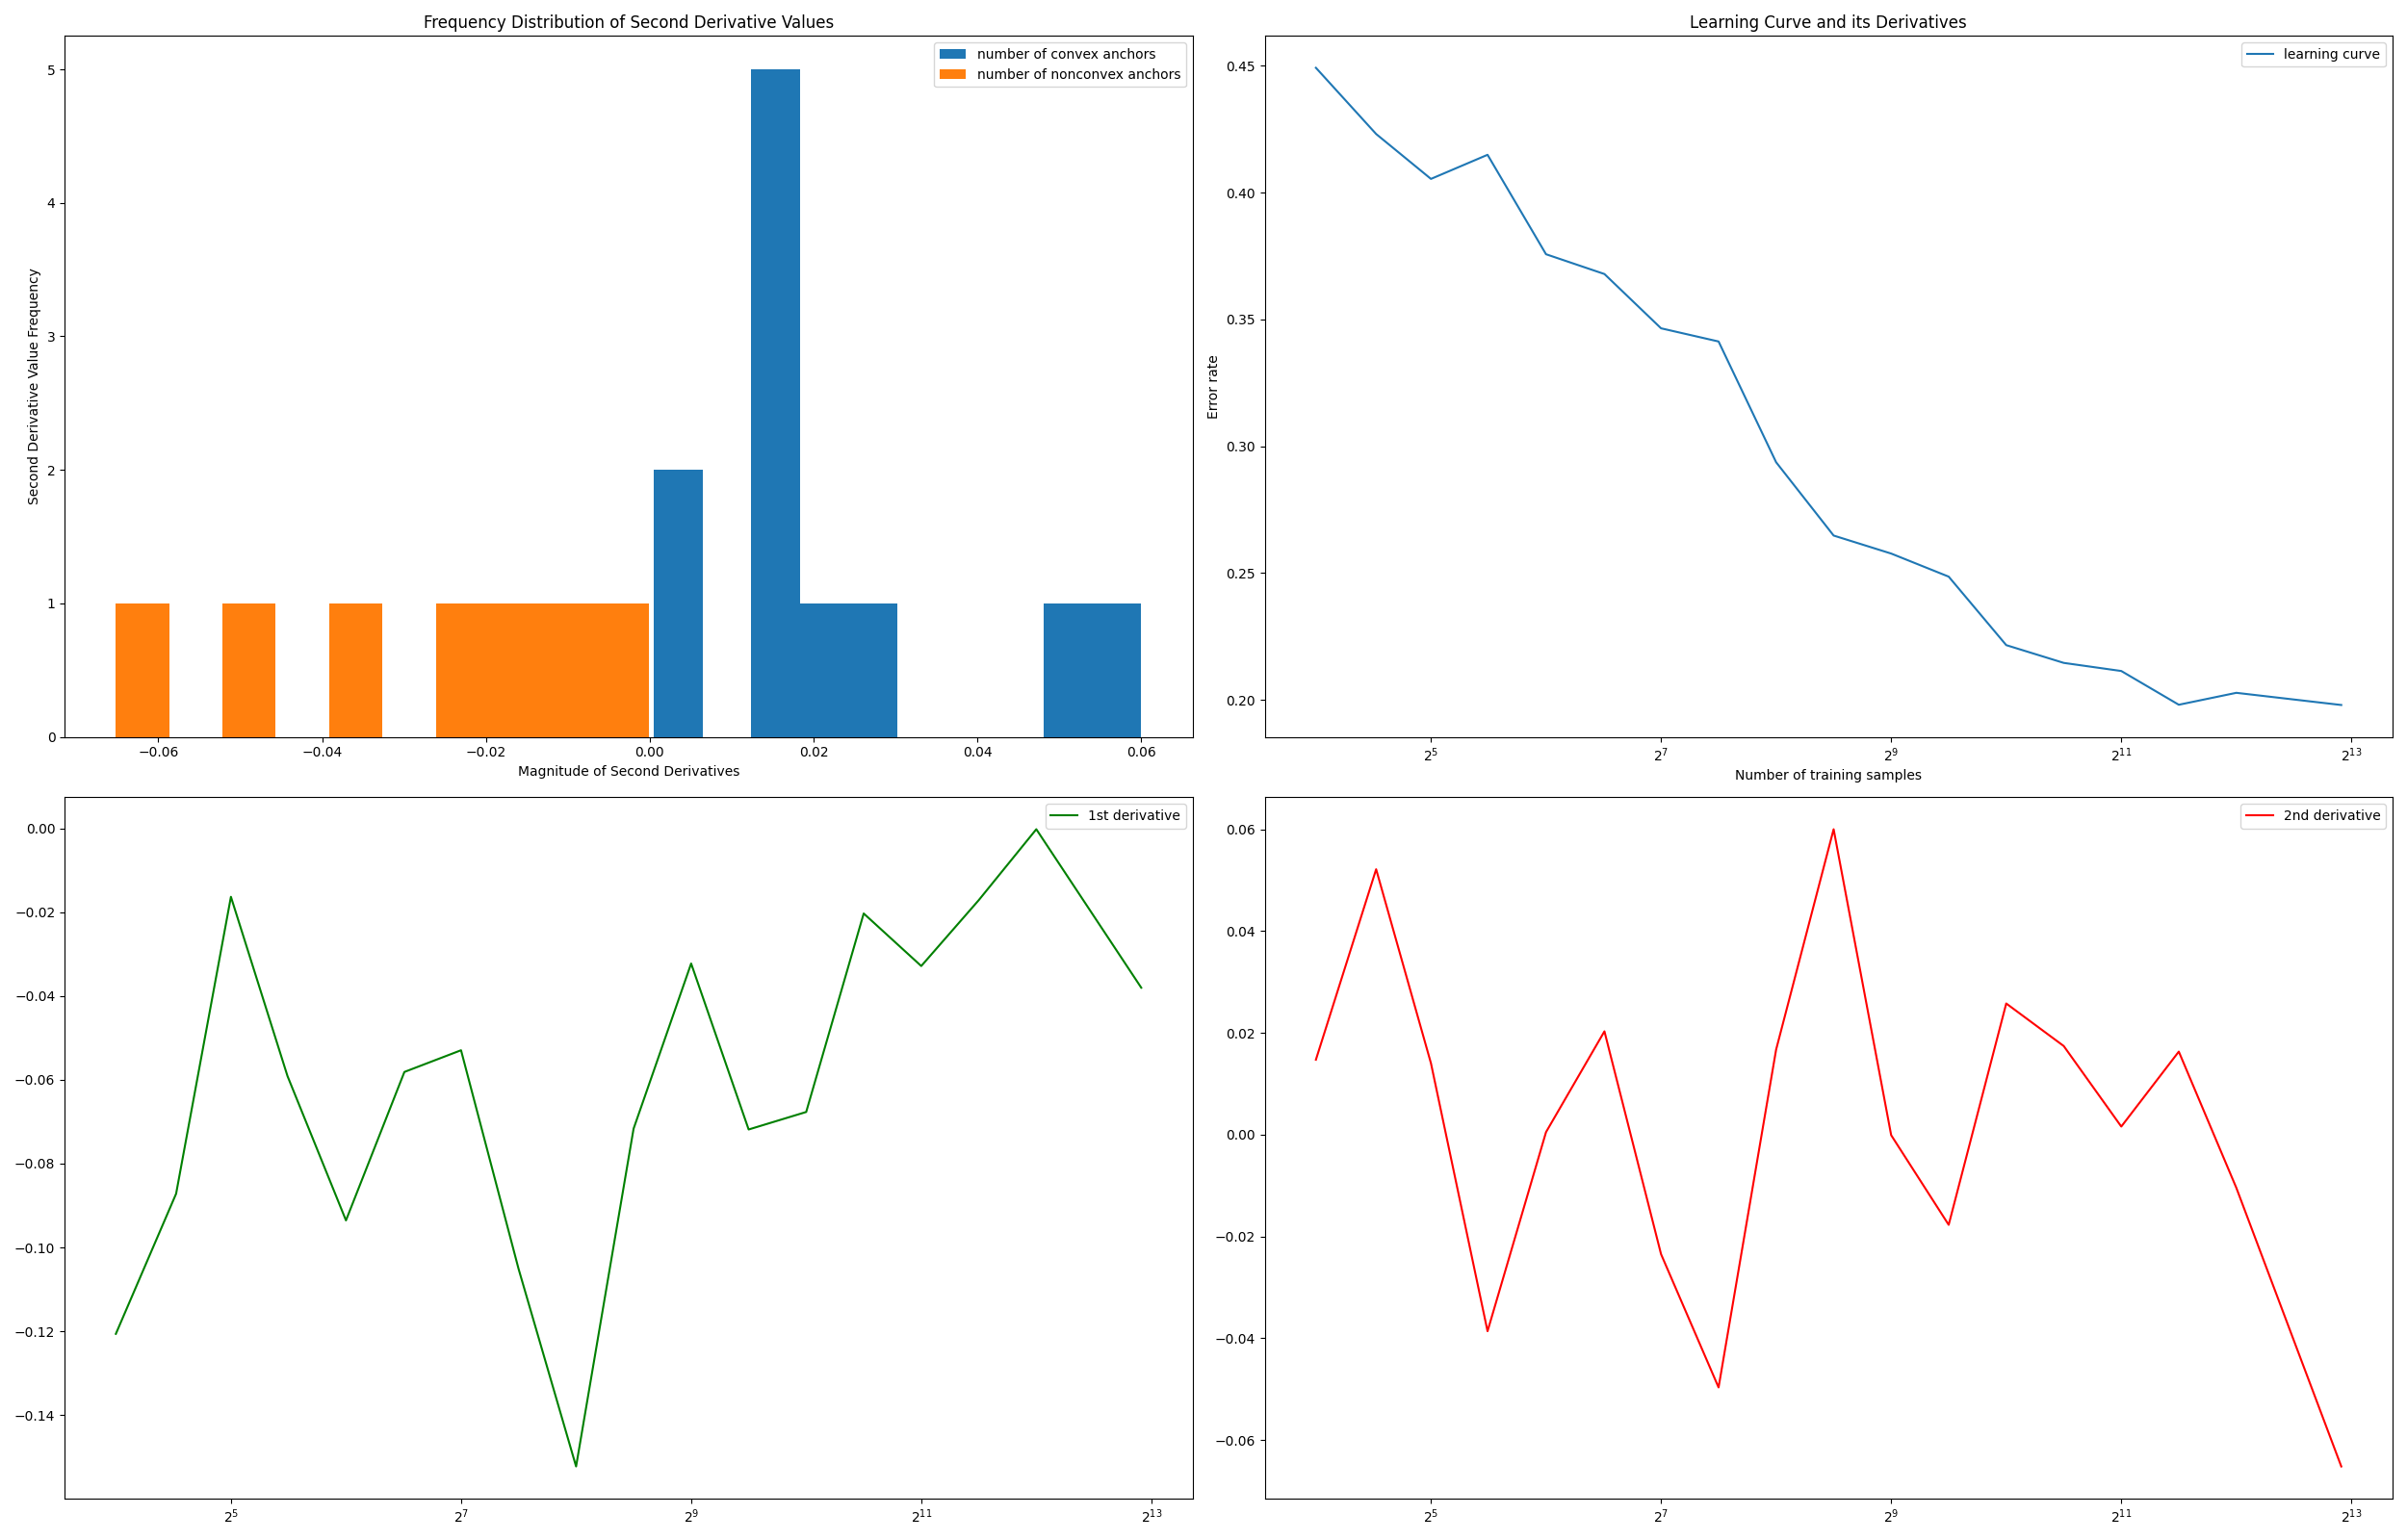 Frequency Distribution of Second Derivative Values
number of convex anchors
number of nonconvex anchors
Second Derivative Value Frequency
5
4
3
2
1
0
−0.06 −0.04 −0.02 0.00 0.02 0.04 0.06
Magnitude of Second Derivatives
Learning Curve and its Derivatives
learning curve
Error rate
0.45
0.40
0.35
0.30
0.25
0.20
2^5 2^7 2^9 2^11 2^13
Number of training samples
1st derivative
0.00
−0.02
−0.04
−0.06
−0.08
−0.10
−0.12
−0.14
2^5 2^7 2^9 2^11 2^13
2nd derivative
0.06
0.04
0.02
0.00
−0.02
−0.04
−0.06
2^5 2^7 2^9 2^11 2^13